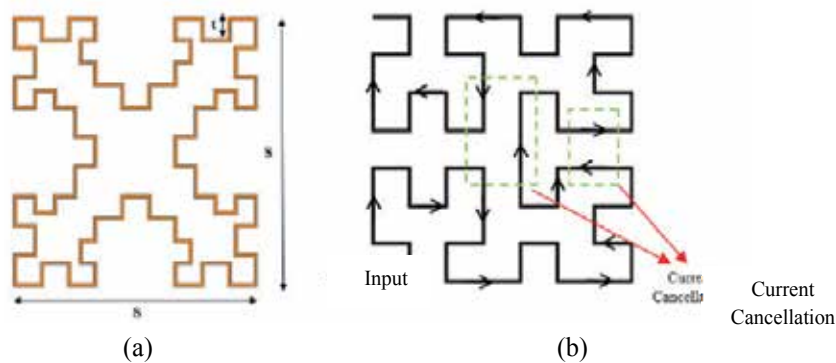 t
s
s
(a)
Input
Curre
Cancella
Current
Cancellation
(b)